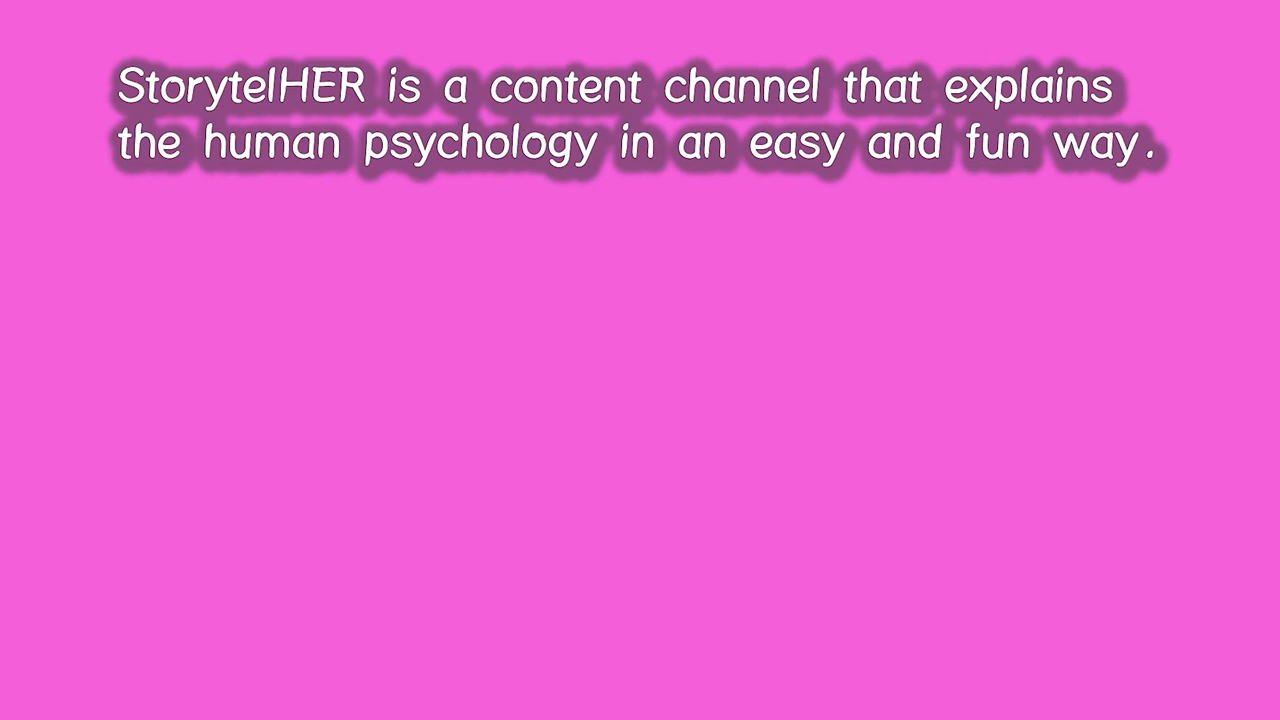 StorytelHER is a content channel that explains
the human psychology in an easy and fun way.